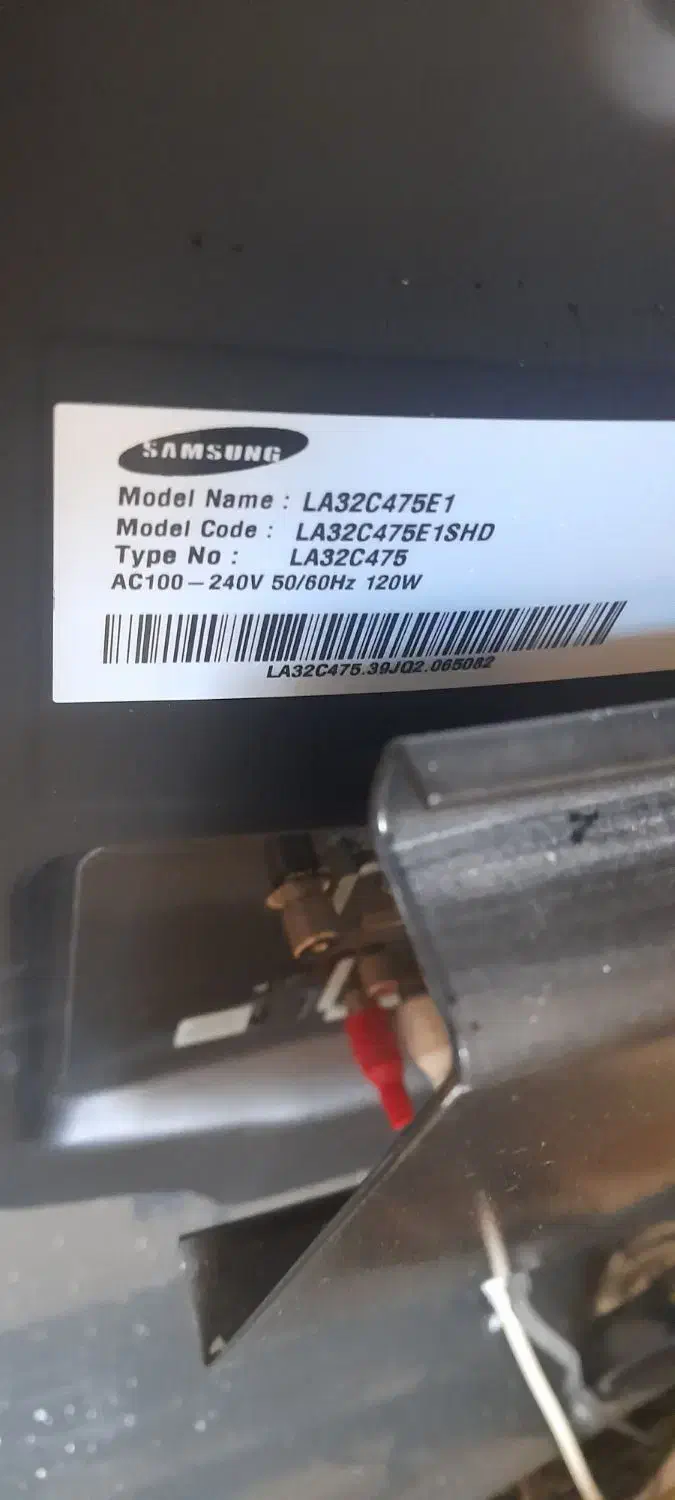 SAMSUNG
Model Name : LA32C475E1
Model Code : LA32C475E1SHD
Type No : LA32C475
AC100-240V 50/60Hz 120W
LA32C475.39JQ2.065082